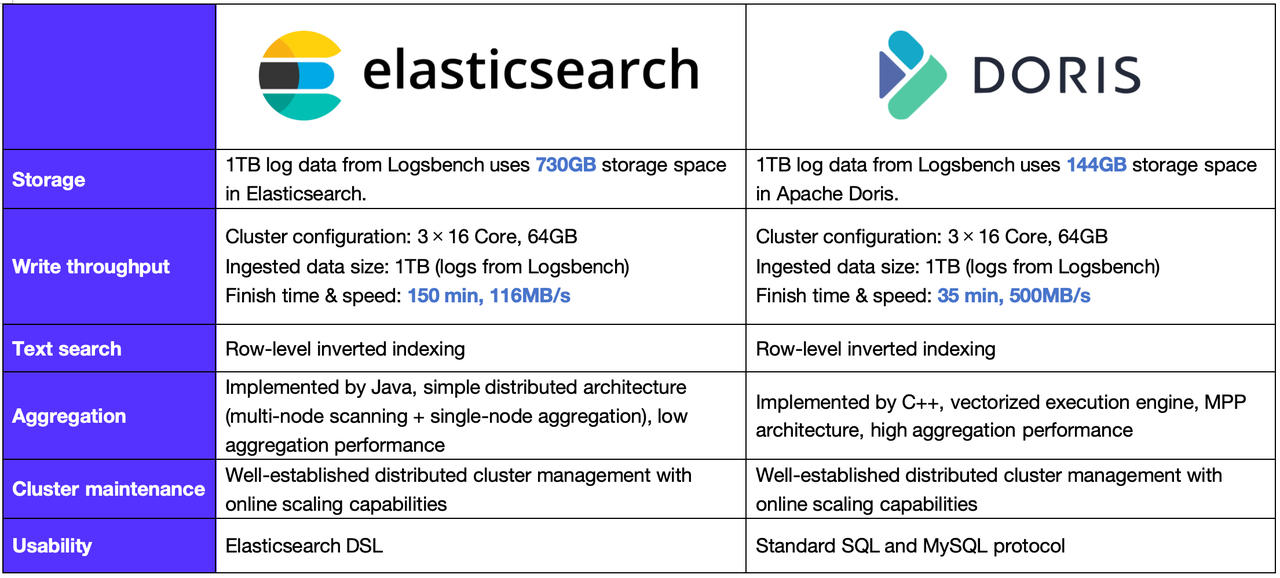 elasticsearch
DORIS
Storage
1TB log data from Logsbench uses 730GB storage space
in Elasticsearch.
1TB log data from Logsbench uses 144GB storage space
in Apache Doris.
Write throughput
Cluster configuration: 3 × 16 Core, 64GB
Ingested data size: 1TB (logs from Logsbench)
Finish time & speed: 150 min, 116MB/s
Cluster configuration: 3 × 16 Core, 64GB
Ingested data size: 1TB (logs from Logsbench)
Finish time & speed: 35 min, 500MB/s
Text search
Row-level inverted indexing
Row-level inverted indexing
Aggregation
Implemented by Java, simple distributed architecture
(multi-node scanning + single-node aggregation), low
aggregation performance
Implemented by C++, vectorized execution engine, MPP
architecture, high aggregation performance
Cluster maintenance
Well-established distributed cluster management with
online scaling capabilities
Well-established distributed cluster management with
online scaling capabilities
Usability
Elasticsearch DSL
Standard SQL and MySQL protocol